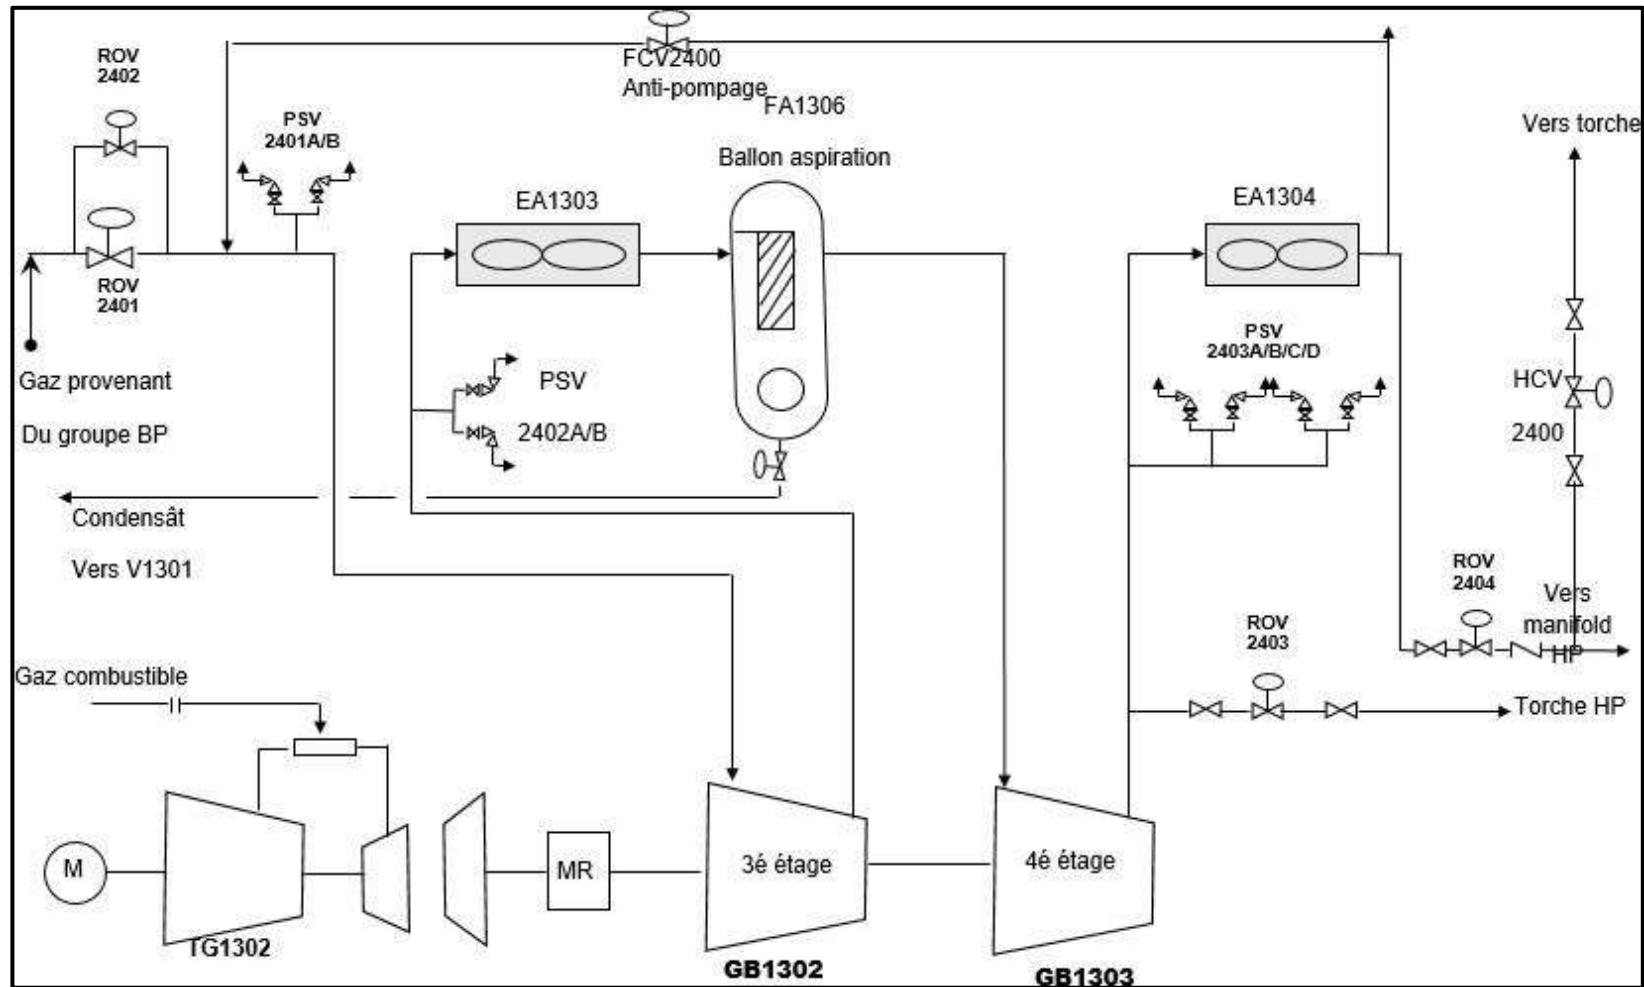 ROV
2402
FCV2400
Anti-pompage
FA1306
PSV
2401A/B
Vers torche
Ballon aspiration
EA1303
EA1304
ROV
2401
PSV
2403A/B/C/D
Gaz provenant
PSV
HCV
Du groupe BP
2402A/B
2400
Condensât
Vers V1301
ROV
2404
Vers
manifold
HP
ROV
2403
Gaz combustible
Torche HP
M
MR
3é étage
4é étage
TG1302
GB1302
GB1303